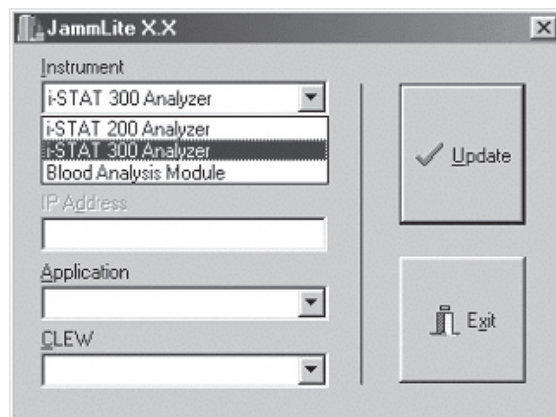 JammLite X.X
Instrument
i-STAT 300 Analyzer
i-STAT 200 Analyzer
i-STAT 300 Analyzer
Blood Analysis Module
IP Address
Application
CLEW
Update
Exit